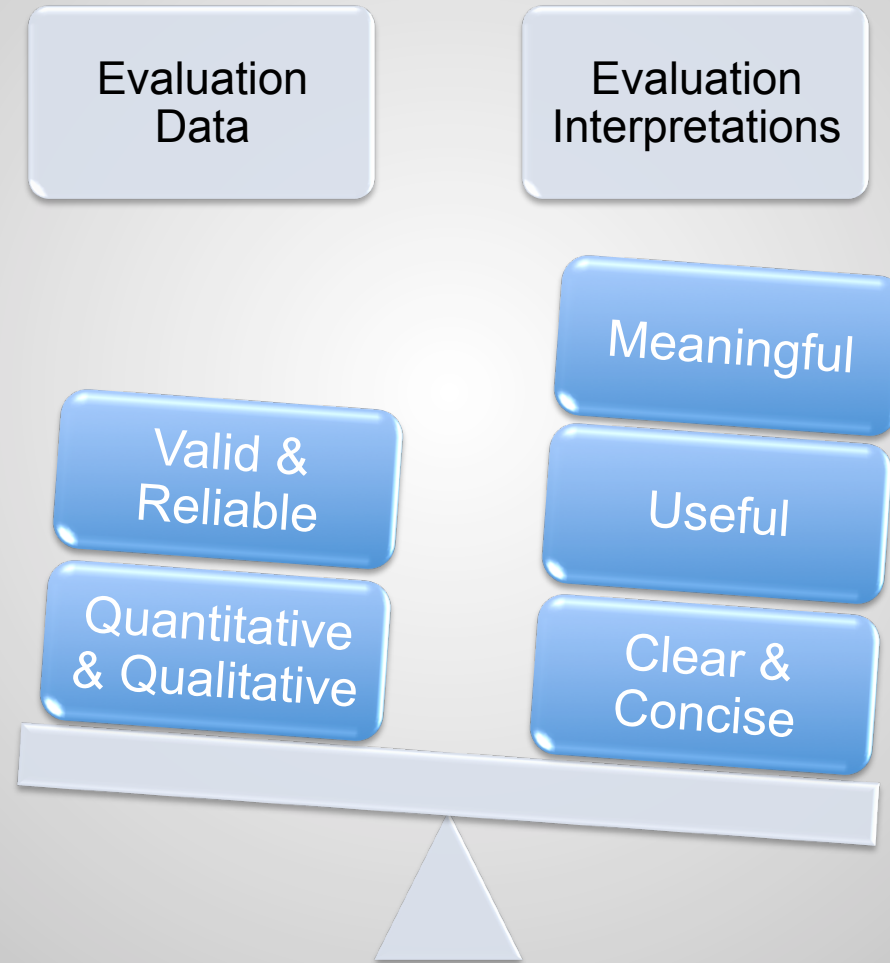 Evaluation
Data
Evaluation
Interpretations
Valid &
Reliable
Quantitative
& Qualitative
Meaningful
Useful
Clear &
Concise